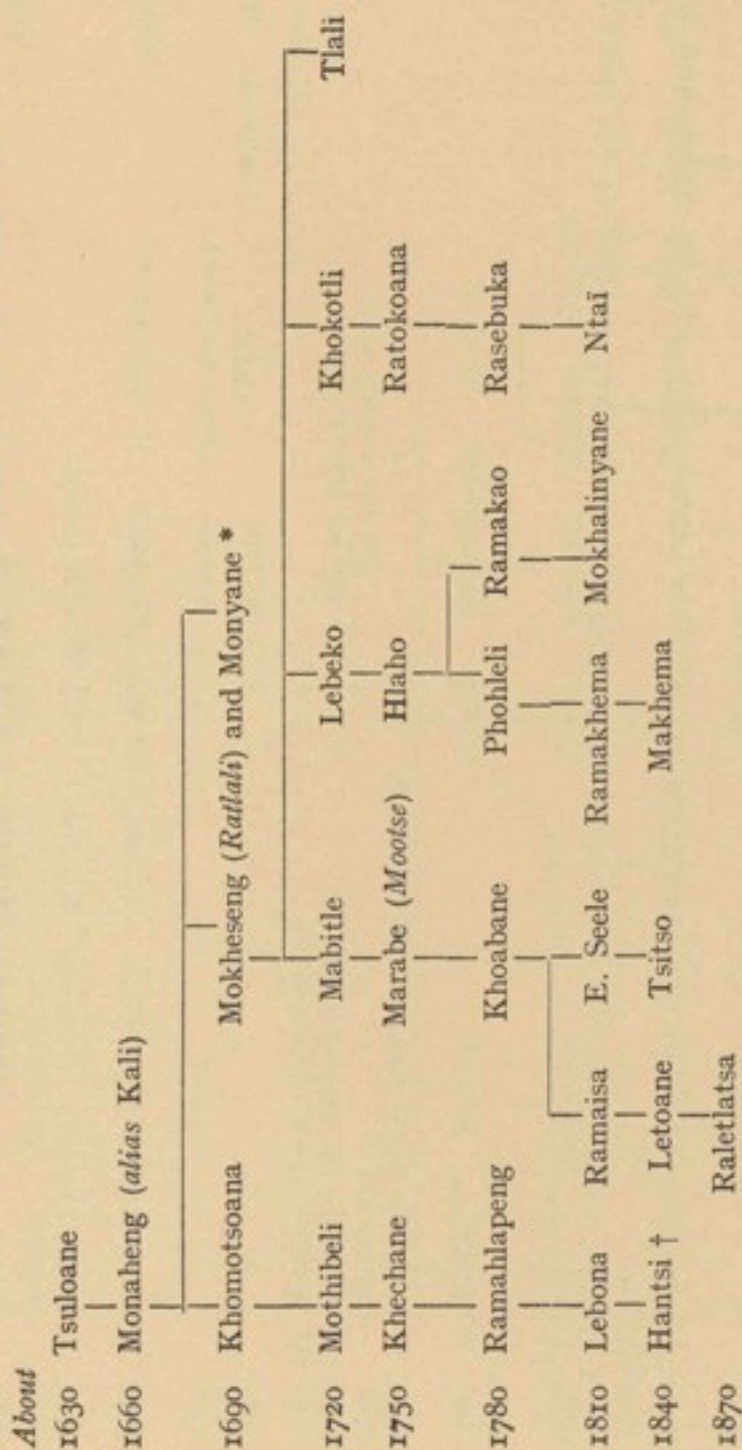 About
1630 Tsuloane
1660 Monaheng (alias Kali)
1690 Khomotsoana Mokheseng (Ratlali) and Monyane *
1720 Mothibeli Mabitle Lebeko Khokotli Tlali
1750 Khechane Marabe (Mootse) Hlaho Ratokoana
1780 Ramahlapeng Khoabane Phohleli Ramakao Rasebuka
1810 Lebona Ramaisa E. Seele Ramakhema Mokhalinyane Ntaï
1840 Hantsi † Letoane Tsitso Makhema
1870 Raletlatsa